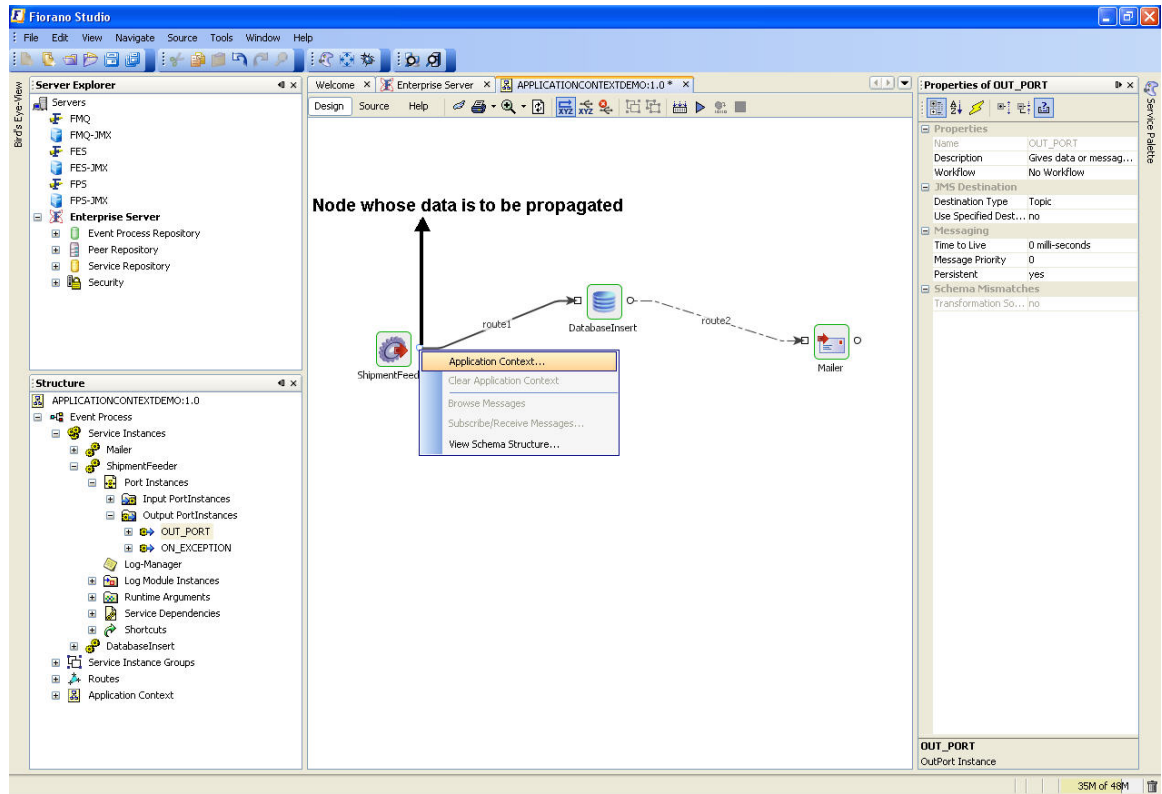 Fiorano Studio
File Edit View Navigate Source Tools Window Help
Bird's Eye-View
Server Explorer
Servers
FMQ
FMQ-JMX
FES
FES-JMX
FPS
FPS-JMX
Enterprise Server
Event Process Repository
Peer Repository
Service Repository
Security
Structure
APPLICATIONCONTEXTDEMO:1.0
Event Process
Service Instances
Mailer
ShipmentFeeder
Port Instances
Input PortInstances
Output PortInstances
OUT_PORT
ON_EXCEPTION
Log-Manager
Log Module Instances
Runtime Arguments
Service Dependencies
Shortcuts
DatabaseInsert
Service Instance Groups
Routes
Application Context
Welcome Enterprise Server APPLICATIONCONTEXTDEMO:1.0 *
Design Source Help
Node whose data is to be propagated
route1
DatabaseInsert
route2
ShipmentFeed
Mailer
Application Context...
Clear Application Context
Browse Messages
Subscribe/Receive Messages...
View Schema Structure...
Properties of OUT_PORT
Properties
Name OUT_PORT
Description Gives data or messag...
Workflow No Workflow
JMS Destination
Destination Type Topic
Use Specified Dest... no
Messaging
Time to Live 0 milli-seconds
Message Priority 0
Persistent yes
Schema Mismatches
Transformation So... no
OUT_PORT
OutPort Instance
Service Palette
35M of 48M